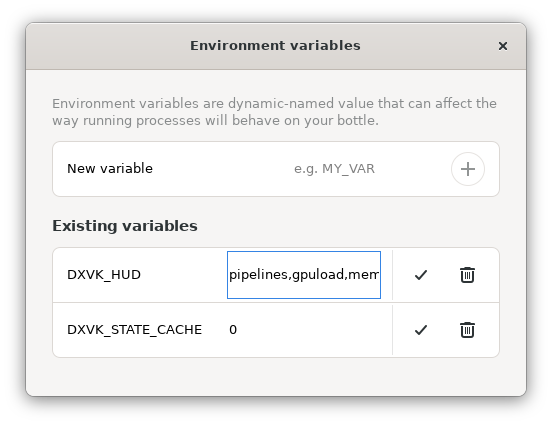 Environment variables
Environment variables are dynamic-named value that can affect the
way running processes will behave on your bottle.
New variable
e.g. MY_VAR
Existing variables
DXVK_HUD
pipelines,gpuload,mem
DXVK_STATE_CACHE
0